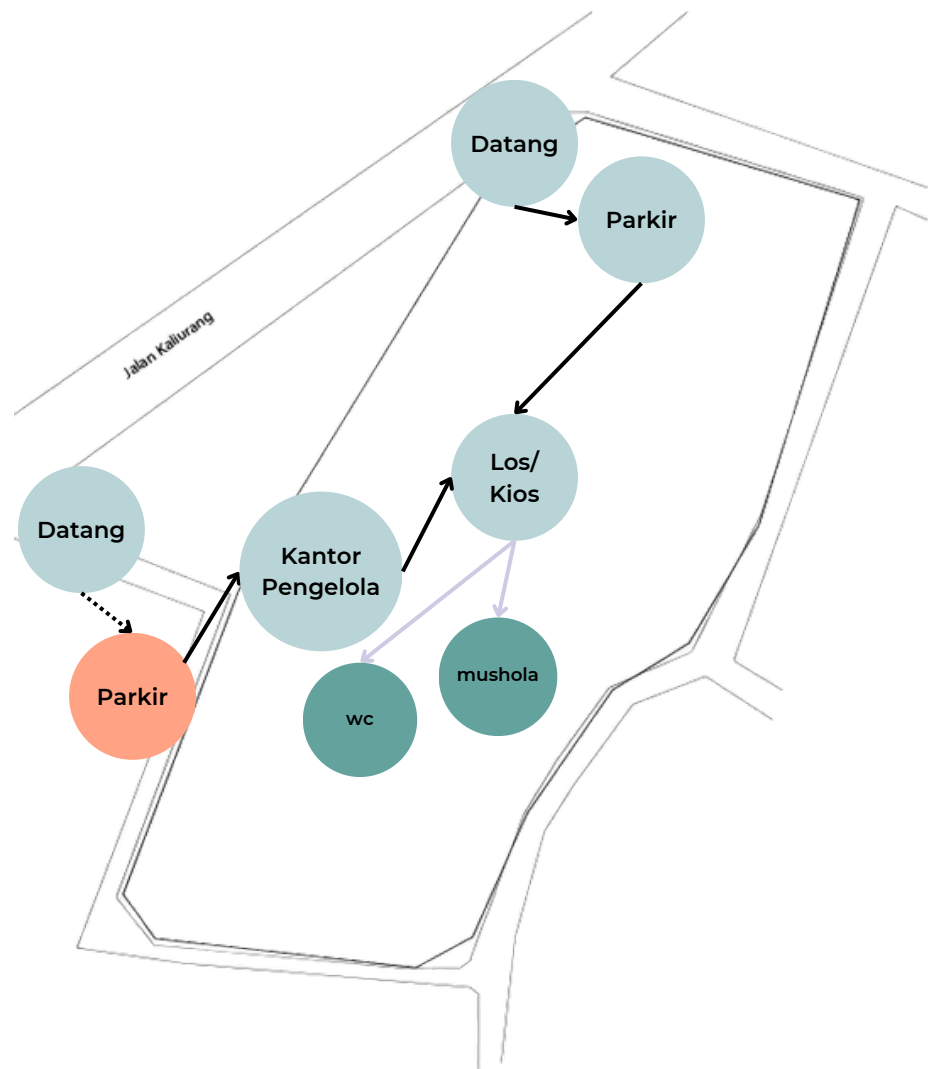 Datang
Parkir
Jalan Kaliurang
Los/
Kios
Datang
Kantor
Pengelola
Parkir
mushola
wc